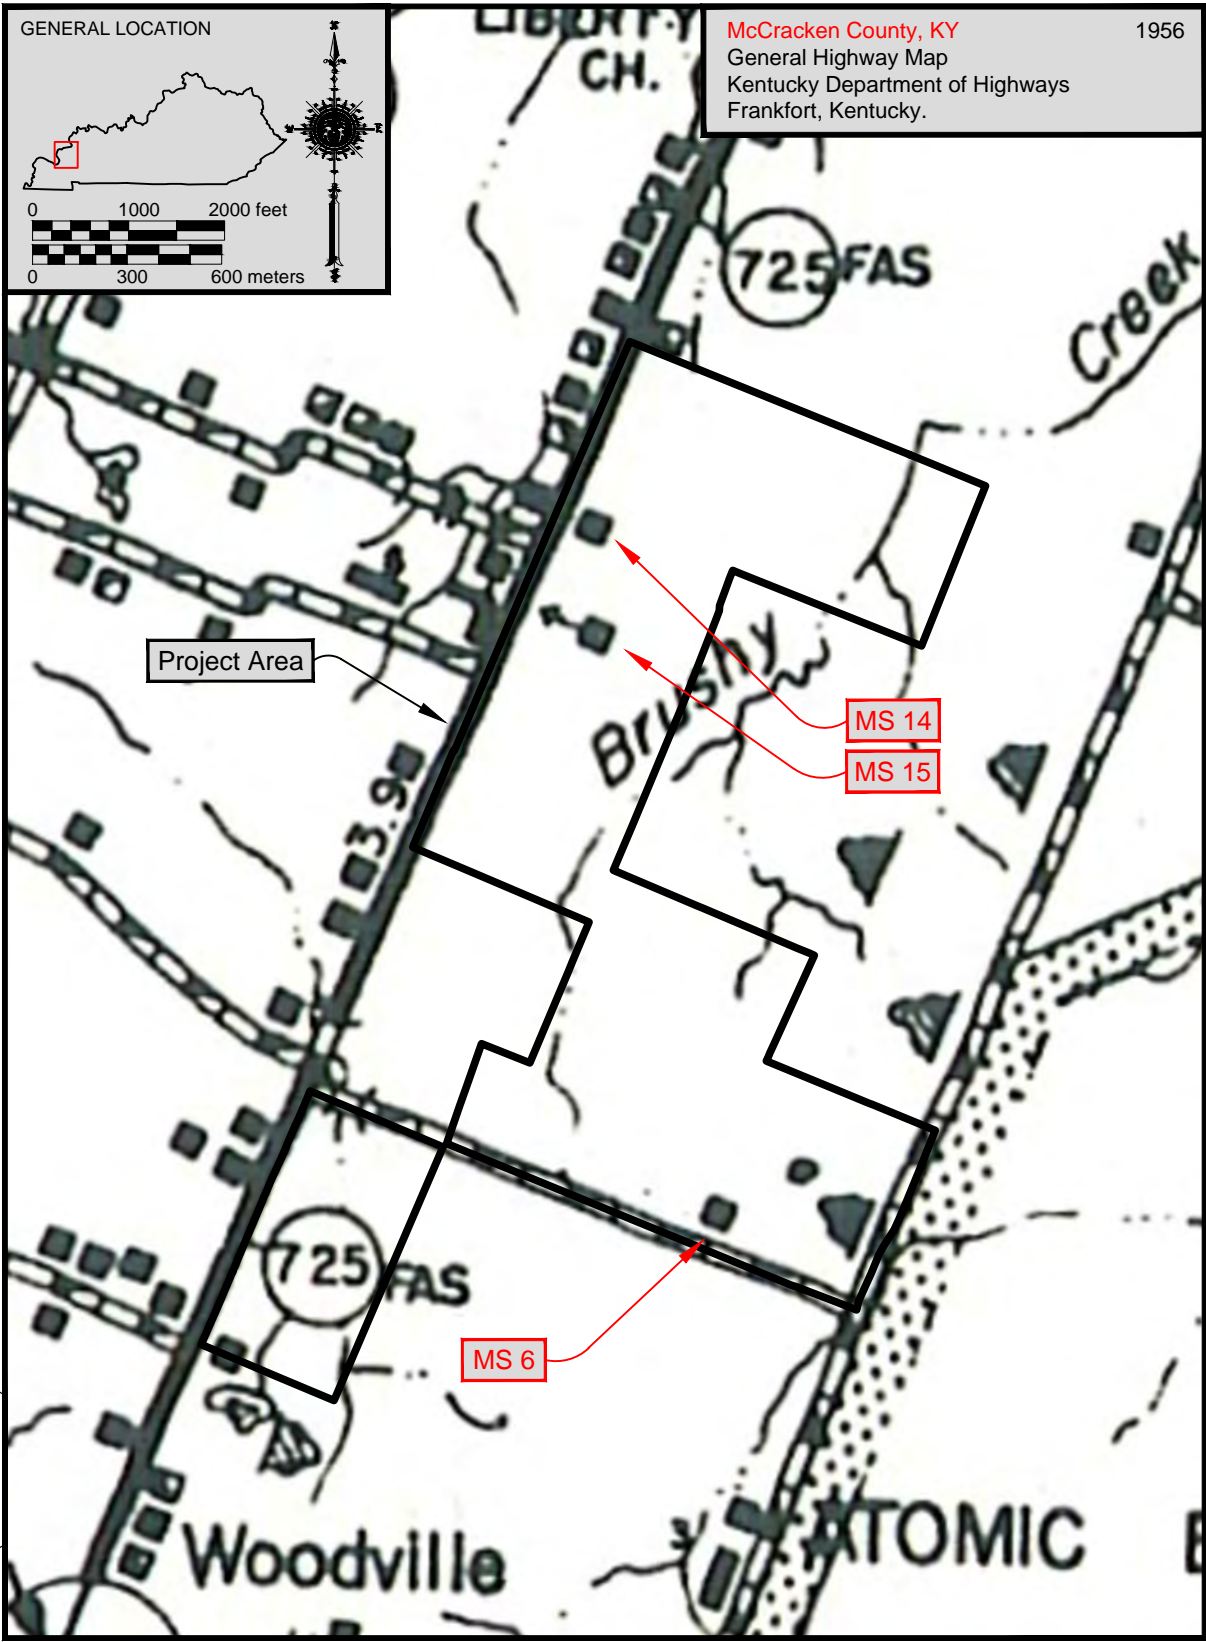 GENERAL LOCATION
0 1000 2000 feet
0 300 600 meters
McCracken County, KY 1956
General Highway Map
Kentucky Department of Highways
Frankfort, Kentucky.
LIBERTY
CH.
725 FAS
Creek
Project Area
Brushy
MS 14
MS 15
3.9
725 FAS
MS 6
Woodville
ATOMIC